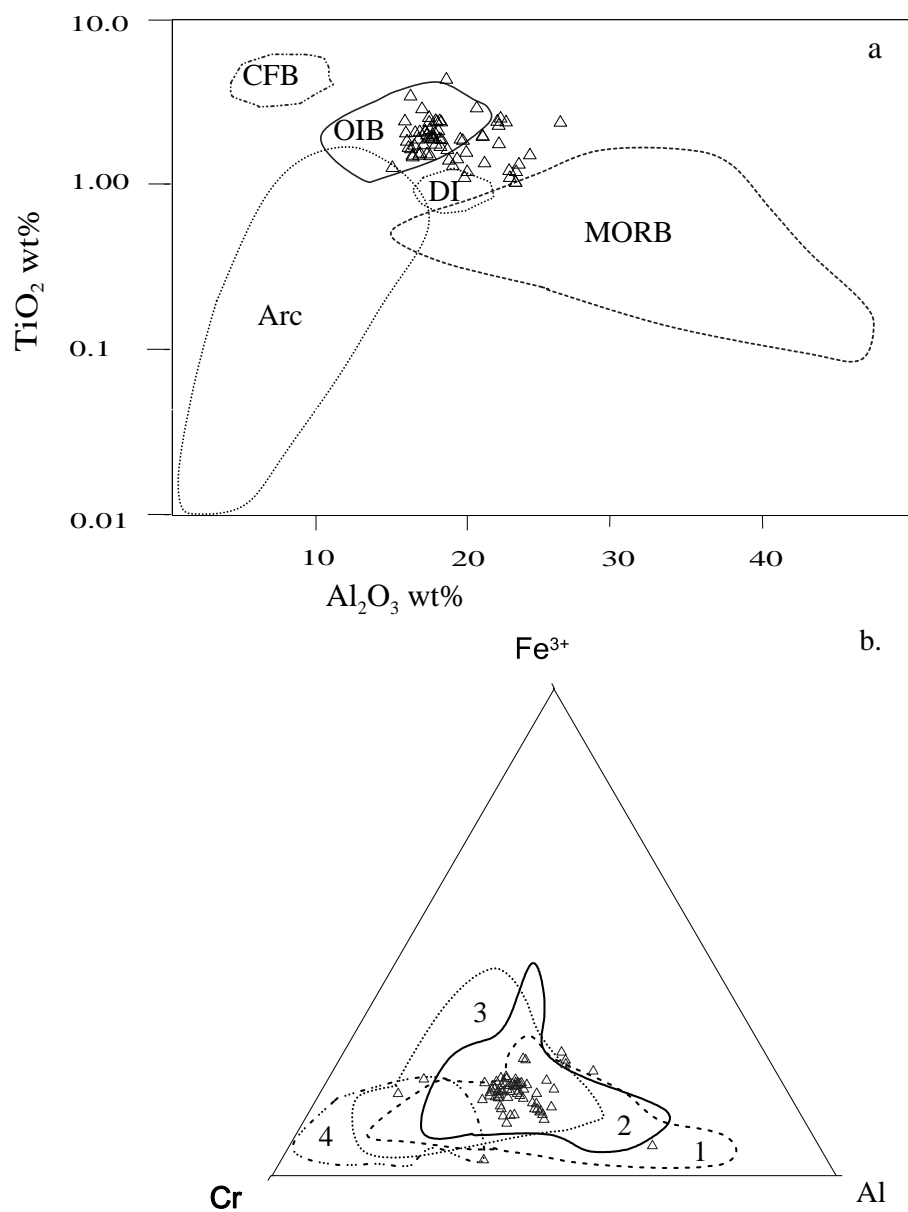 a
10.0
CFB
OIB
1.00
DI
MORB
TiO₂ wt%
Arc
0.1
0.01
10 20 30 40
Al₂O₃ wt%
b.
Fe³⁺
3
4
2
1
Cr
Al